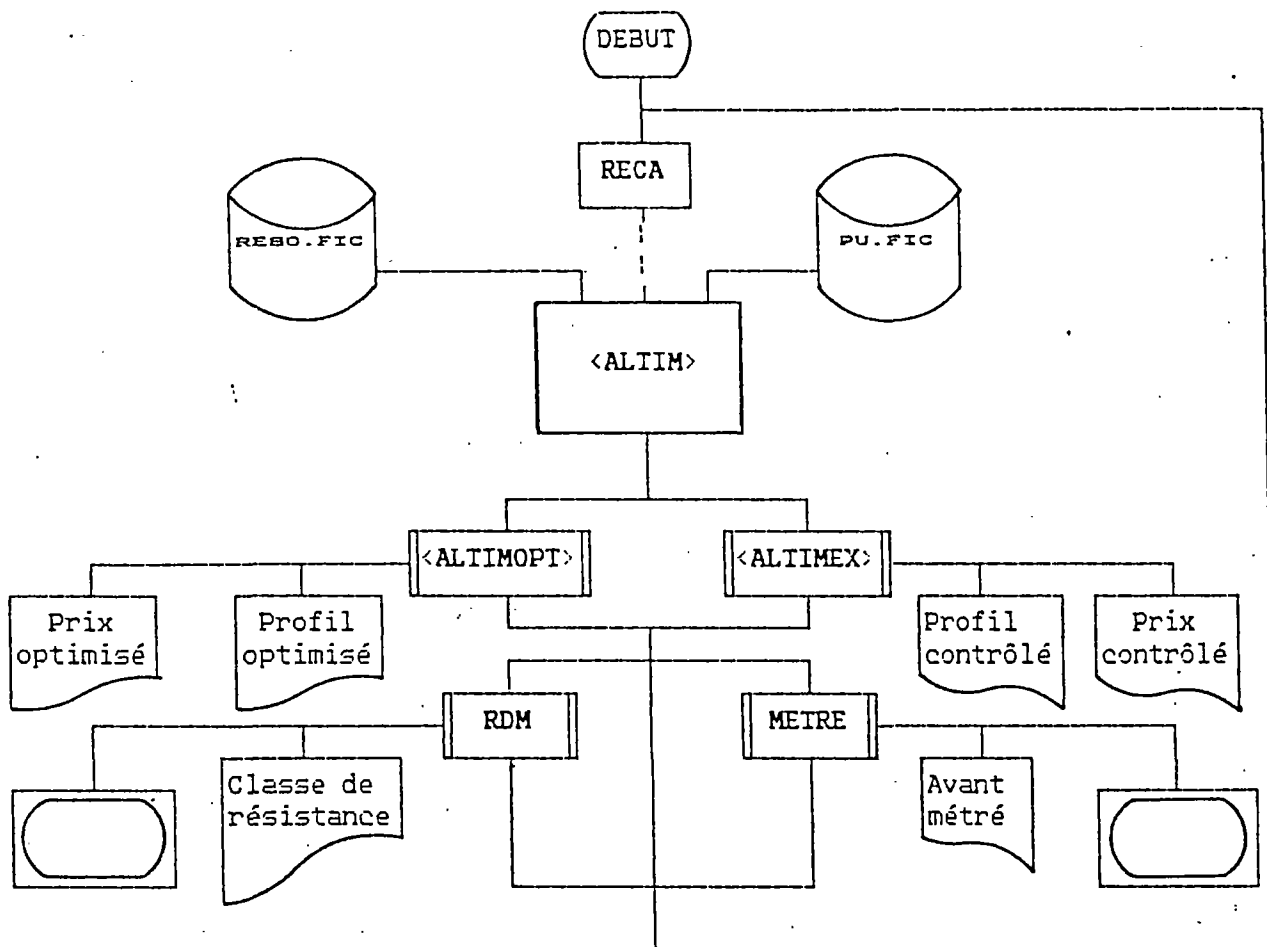 DEBUT
RECA
RESO.FIC
PU.FIC
<ALTIM>
<ALTIMOPT>
<ALTIMEX>
Prix
optimisé
Profil
optimisé
Profil
contrôlé
Prix
contrôlé
RDM
METRE
Classe de
résistance
Avant
métré